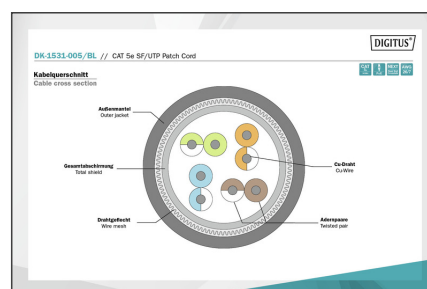 DIGITUS®
DK-1531-005/BL // CAT 5e SF/UTP Patch Cord
Kabelquerschnitt
Cable cross section
Außenmantel
Outer jacket
Gesamtabschirmung
Total shield
Drahtgeflecht
Wire mesh
Cu-Draht
Cu-Wire
Aderspaare
Twisted pair